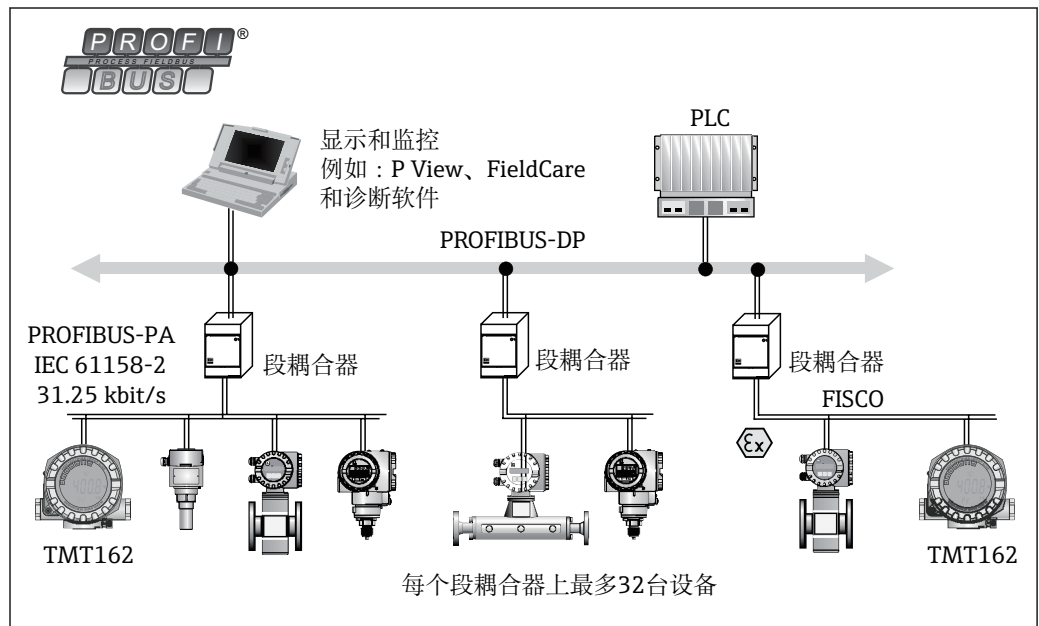 PROFI®
PROCESS FIELDBUS
BUS
显示和监控
例如：P View、FieldCare
和诊断软件
PLC
PROFIBUS-DP
PROFIBUS-PA
IEC 61158-2
31.25 kbit/s
段耦合器
段耦合器
段耦合器
FISCO
εx
TMT162
TMT162
每个段耦合器上最多32台设备